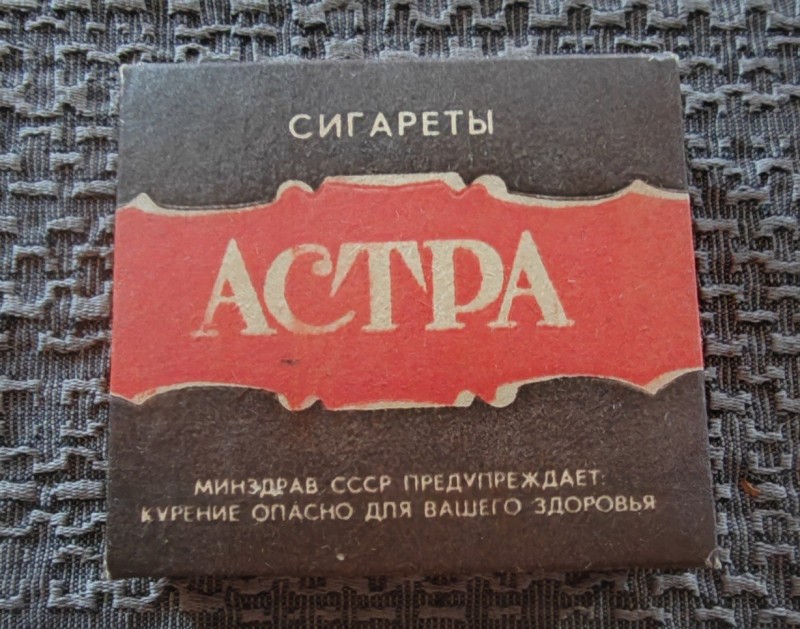 СИГАРЕТЫ
АСТРА
МИНЗДРАВ СССР ПРЕДУПРЕЖДАЕТ:
КУРЕНИЕ ОПАСНО ДЛЯ ВАШЕГО ЗДОРОВЬЯ